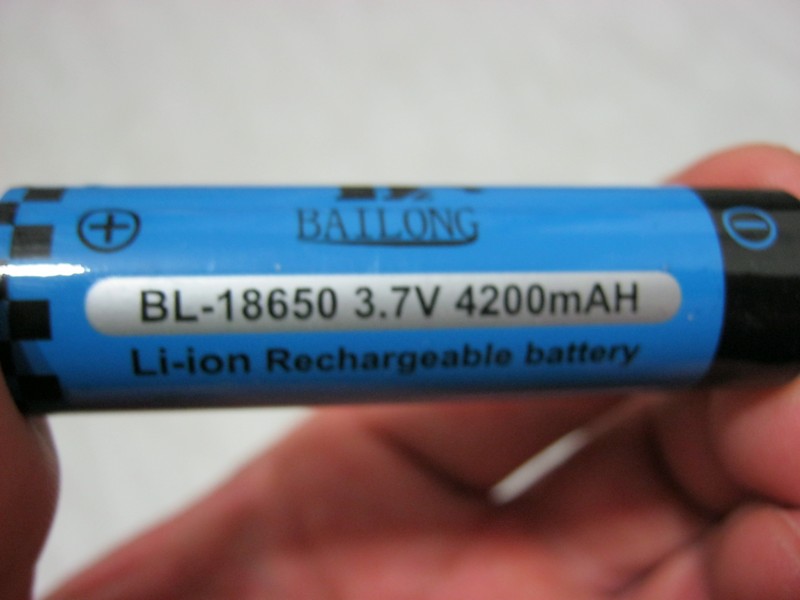 BAILONG
BL-18650 3.7V 4200mAH
Li-ion Rechargeable battery